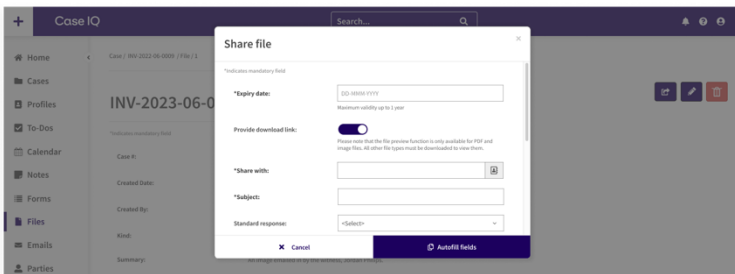 + Case IQ Search...
Share file ×
Home
Case / INV-2022-06-0009 / File / 1
*Indicates mandatory field
Cases
*Expiry date: DD-MMM-YYYY
Maximum validity up to 1 year
Profiles
INV-2023-06-0
To-Dos
Provide download link:
*Indicates mandatory field
Please note that the file preview function is only available for PDF and
image files. All other file types must be downloaded to view them.
Calendar
Case #:
*Share with:
Notes
Created Date:
*Subject:
Forms
Created By:
Files
Standard response: <Select>
Kind:
Emails
× Cancel Autofill fields
Summary:
Parties